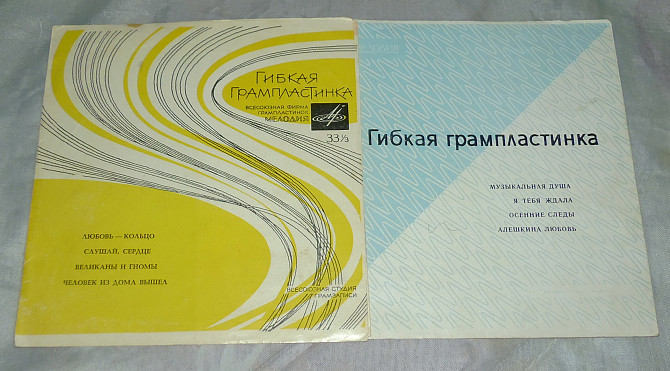 Гибкая
грампластинка
ВСЕСОЮЗНАЯ ФИРМА
ГРАМПЛАСТИНОК
МЕЛОДИЯ
33⅓
ЛЮБОВЬ — КОЛЬЦО
СЛУШАЙ, СЕРДЦЕ
ВЕЛИКАНЫ И ГНОМЫ
ЧЕЛОВЕК ИЗ ДОМА ВЫШЕЛ
ВСЕСОЮЗНАЯ СТУДИЯ
ГРАМЗАПИСИ
Гибкая грампластинка
МУЗЫКАЛЬНАЯ ДУША
Я ТЕБЯ ЖДАЛА
ОСЕННИЕ СЛЕДЫ
АЛЕШКИНА ЛЮБОВЬ